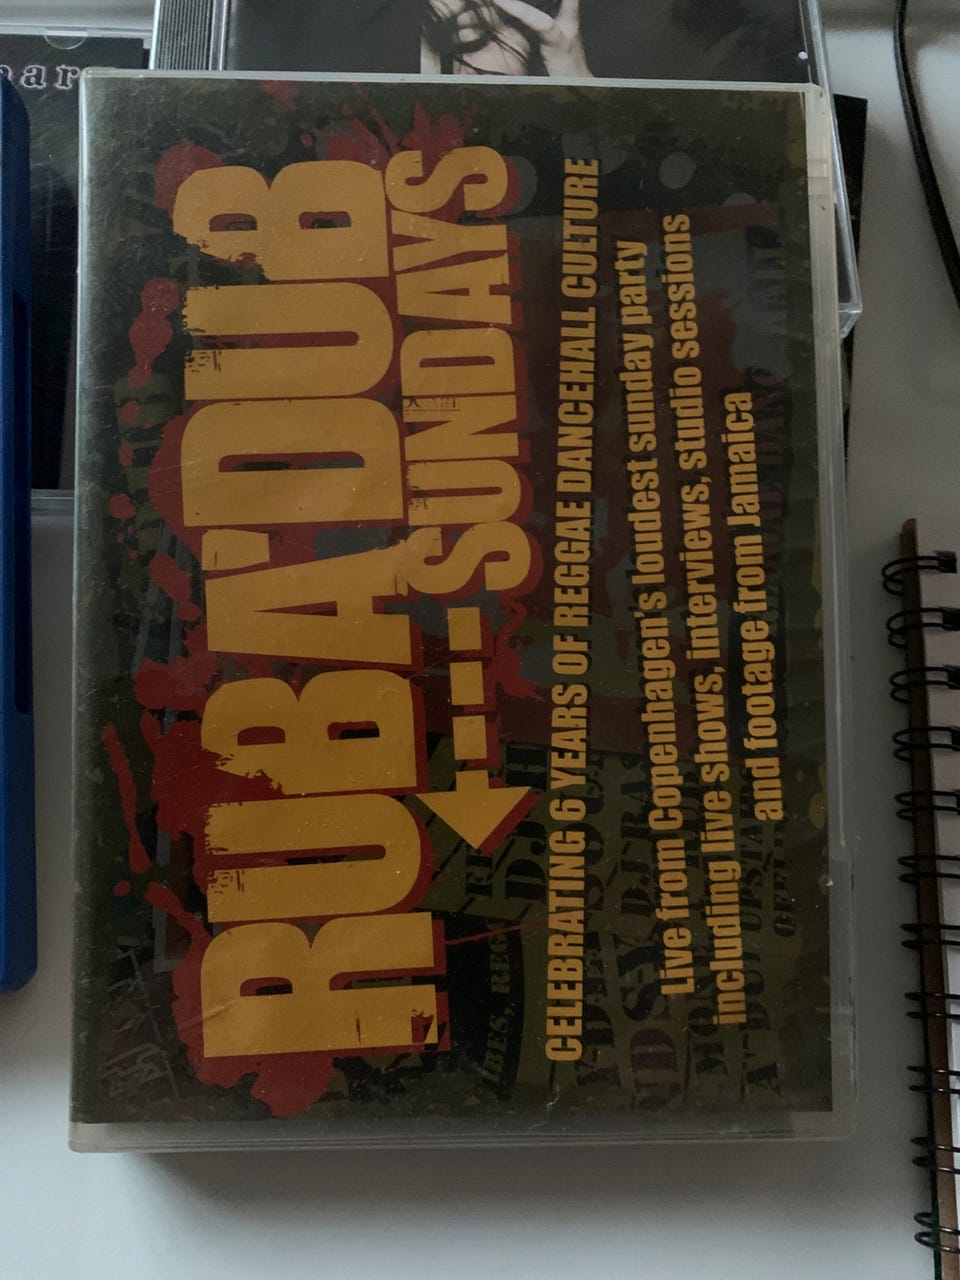 RUB A'DUB
SUNDAYS
CELEBRATING 6 YEARS OF REGGAE DANCEHALL CULTURE
Live from Copenhagen's loudest sunday party
including live shows, interviews, studio sessions
and footage from Jamaica